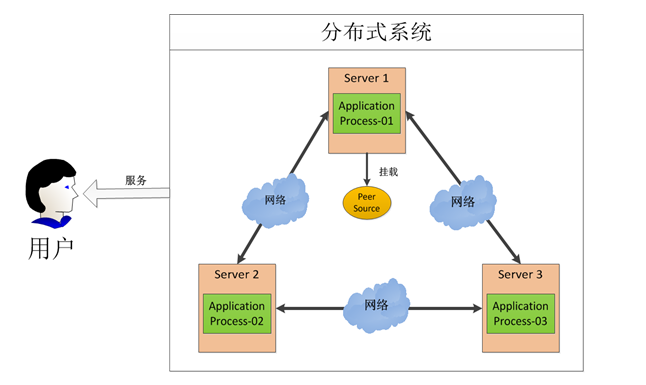 分布式系统
Server 1
Application
Process-01
挂载
Peer
Source
服务
用户
网络
网络
Server 2
Application
Process-02
网络
Server 3
Application
Process-03